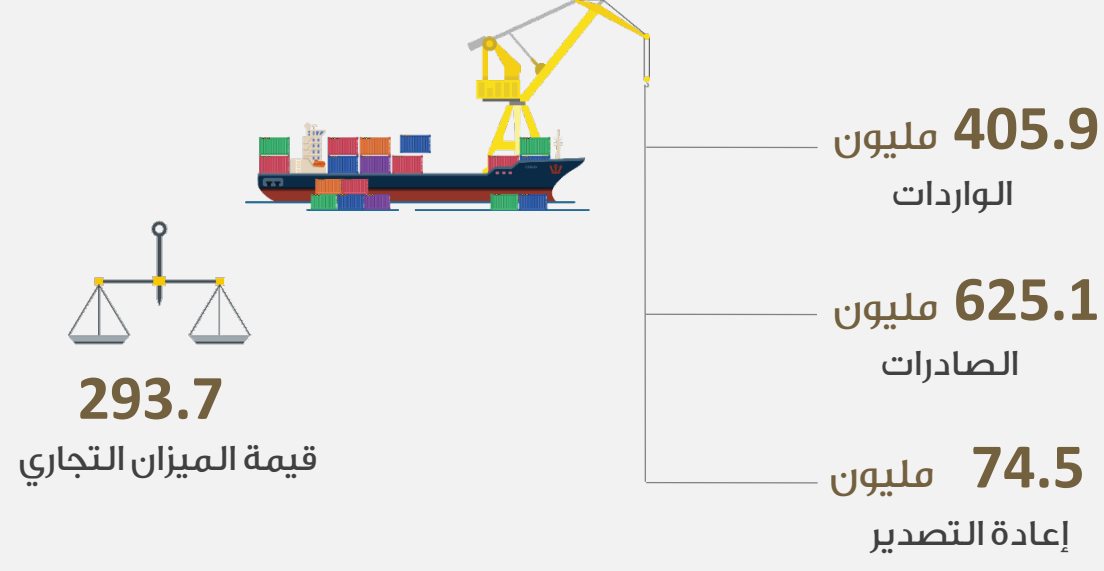 405.9 مليون
الواردات
625.1 مليون
الصادرات
74.5 مليون
إعادة التصدير
293.7
قيمة الميزان التجاري